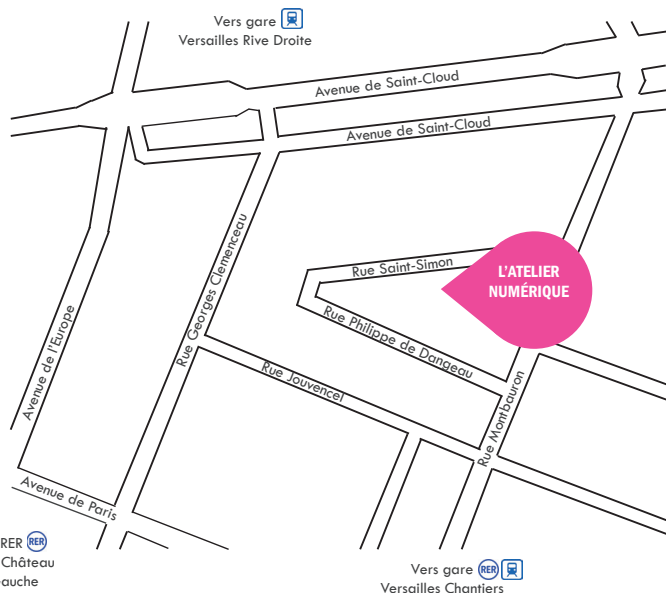 Vers gare
Versailles Rive Droite
Avenue de Saint-Cloud
Avenue de Saint-Cloud
Rue Georges Clemenceau
Rue Saint-Simon
L'ATELIER
NUMÉRIQUE
Rue Philippe de Dangeau
Avenue de l'Europe
Rue Jouvencel
Rue Montbauron
Avenue de Paris
RER RER
Château
auche
Vers gare RER
Versailles Chantiers